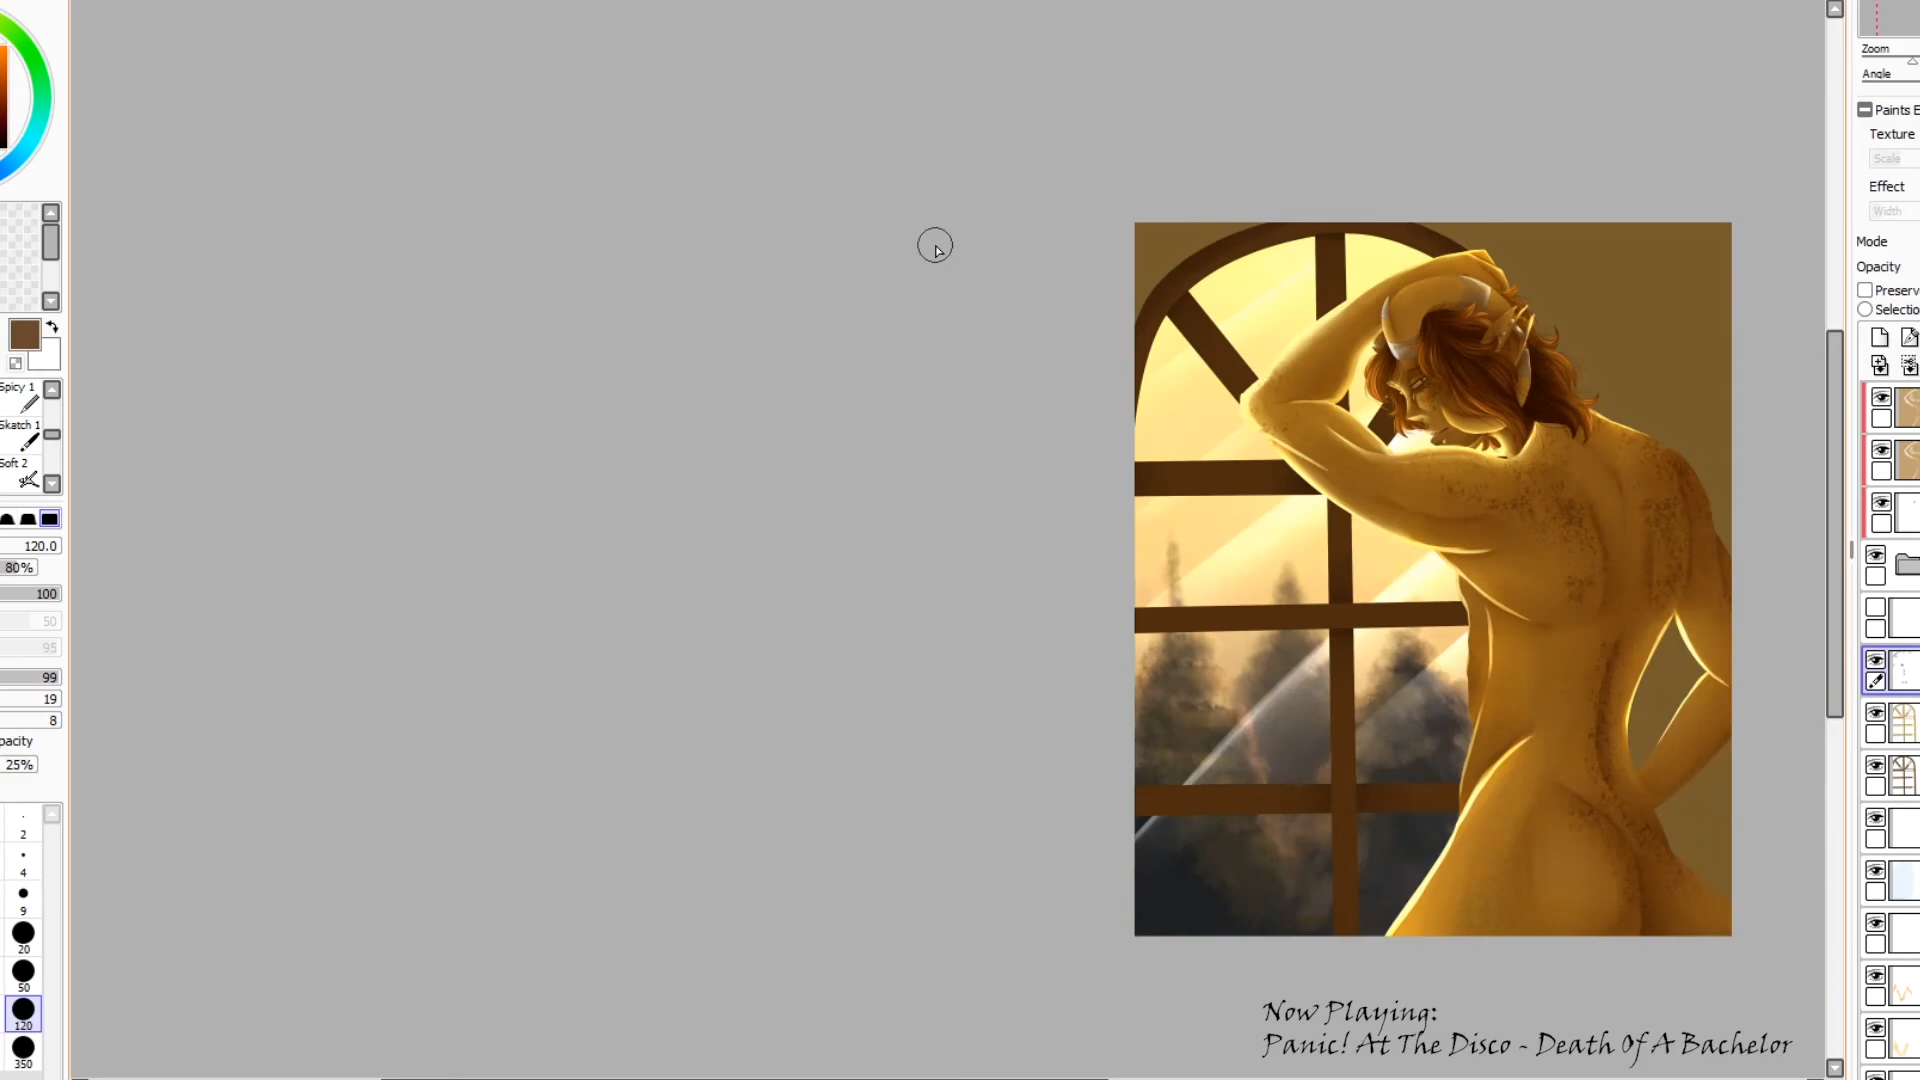 Zoom
Angle
Paints E
Texture
Scale
Effect
Width
Mode
Opacity
Preserv
Selectio
Spicy 1
Skatch 1
Soft 2
120.0
80%
100
50
95
99
19
8
pacity
25%
2
4
9
20
50
120
350
Now Playing:
Panic! At The Disco - Death Of A Bachelor